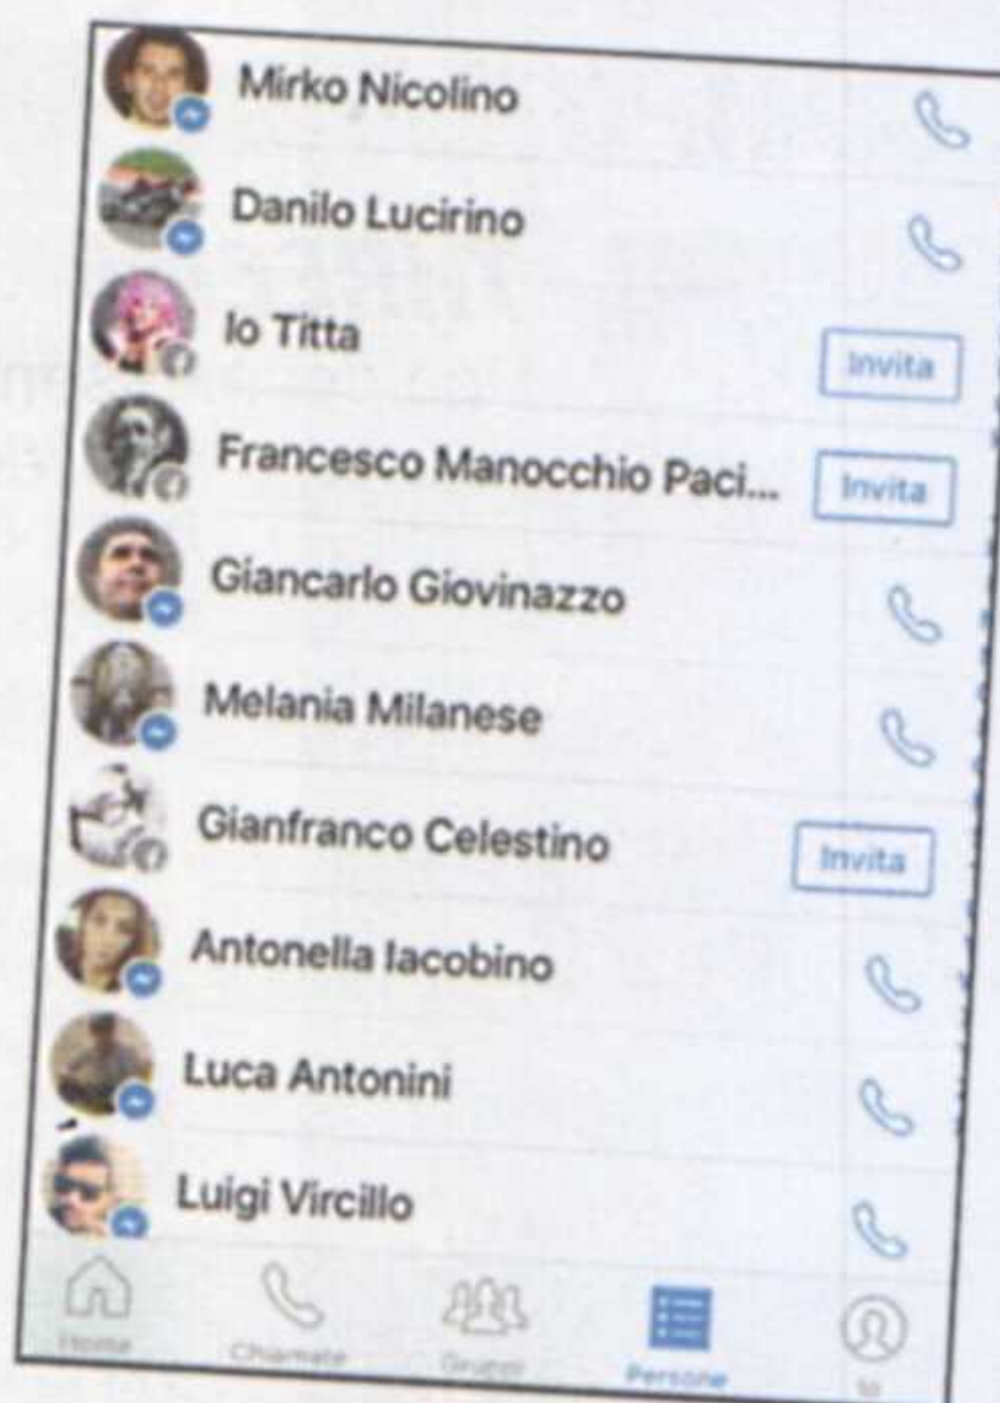 Mirko Nicolino
Danilo Lucirino
Io Titta
Invita
Francesco Manocchio Paci...
Invita
Giancarlo Giovinazzo
Melania Milanese
Gianfranco Celestino
Invita
Antonella Iacobino
Luca Antonini
Luigi Vircillo
Home Chiamate Gruppi Persone Io